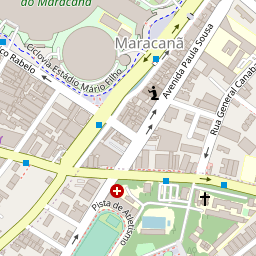 do Maracanã
Maracanã
Ciclovia Estádio Mário Filho
co Rabelo
Avenida Paula Sousa
Rua General Canab
Pista de Atletismo